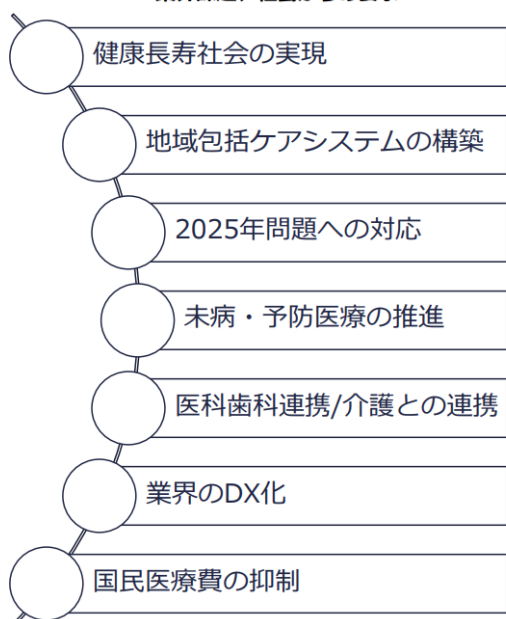 健康長寿社会の実現
地域包括ケアシステムの構築
2025年問題への対応
未病・予防医療の推進
医科歯科連携/介護との連携
業界のDX化
国民医療費の抑制